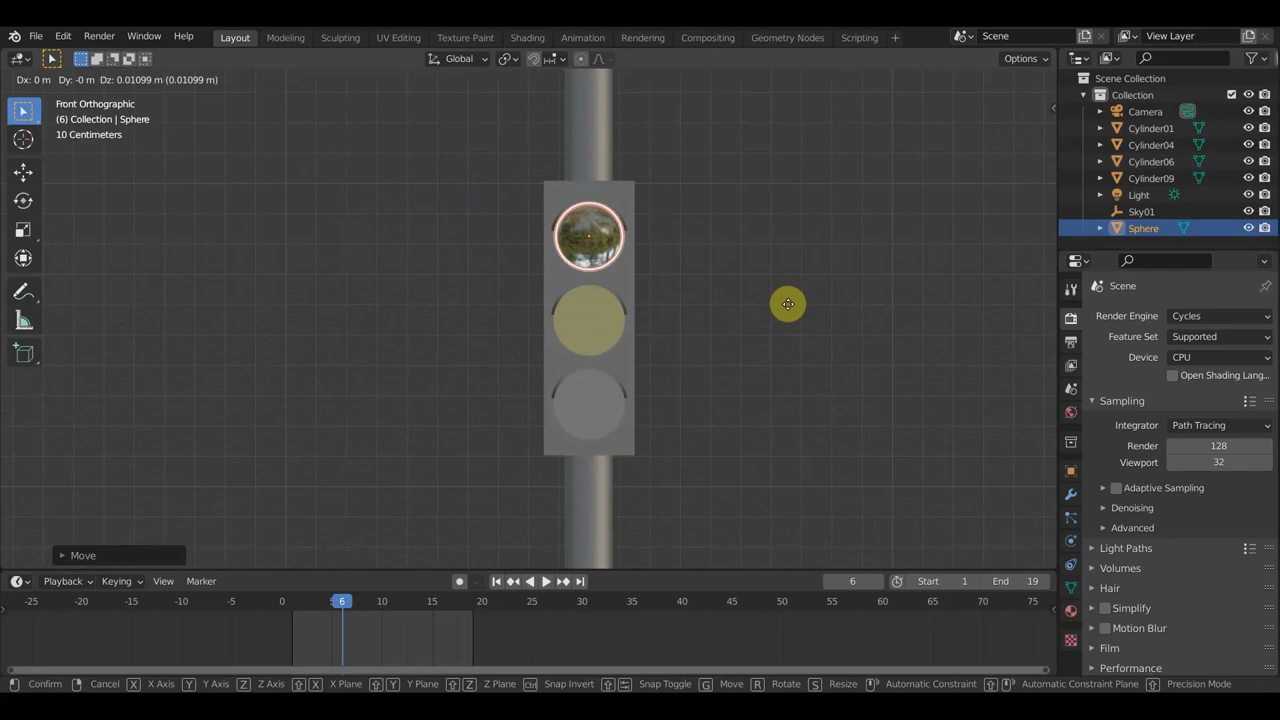 File Edit Render Window Help
Layout Modeling Sculpting UV Editing Texture Paint Shading Animation Rendering Compositing Geometry Nodes Scripting +
Scene
View Layer
Global
Options
Dx: 0 m Dy: -0 m Dz: 0.01099 m (0.01099 m)
Front Orthographic
(6) Collection | Sphere
10 Centimeters
Scene Collection
Collection
Camera
Cylinder01
Cylinder04
Cylinder06
Cylinder09
Light
Sky01
Sphere
Scene
Render Engine Cycles
Feature Set Supported
Device CPU
Open Shading Lang...
Sampling
Integrator Path Tracing
Render 128
Viewport 32
Adaptive Sampling
Denoising
Advanced
Light Paths
Volumes
Hair
Simplify
Motion Blur
Film
Performance
Move
Playback Keying View Marker
6 Start 1 End 19
-25 -20 -15 -10 -5 0 6 10 15 20 25 30 35 40 45 50 55 60 65 70 75
Confirm Cancel X X Axis Y Y Axis Z Z Axis X X Plane Y Y Plane Z Z Plane Ctrl Snap Invert Snap Toggle G Move R Rotate S Resize Automatic Constraint Automatic Constraint Plane Precision Mode